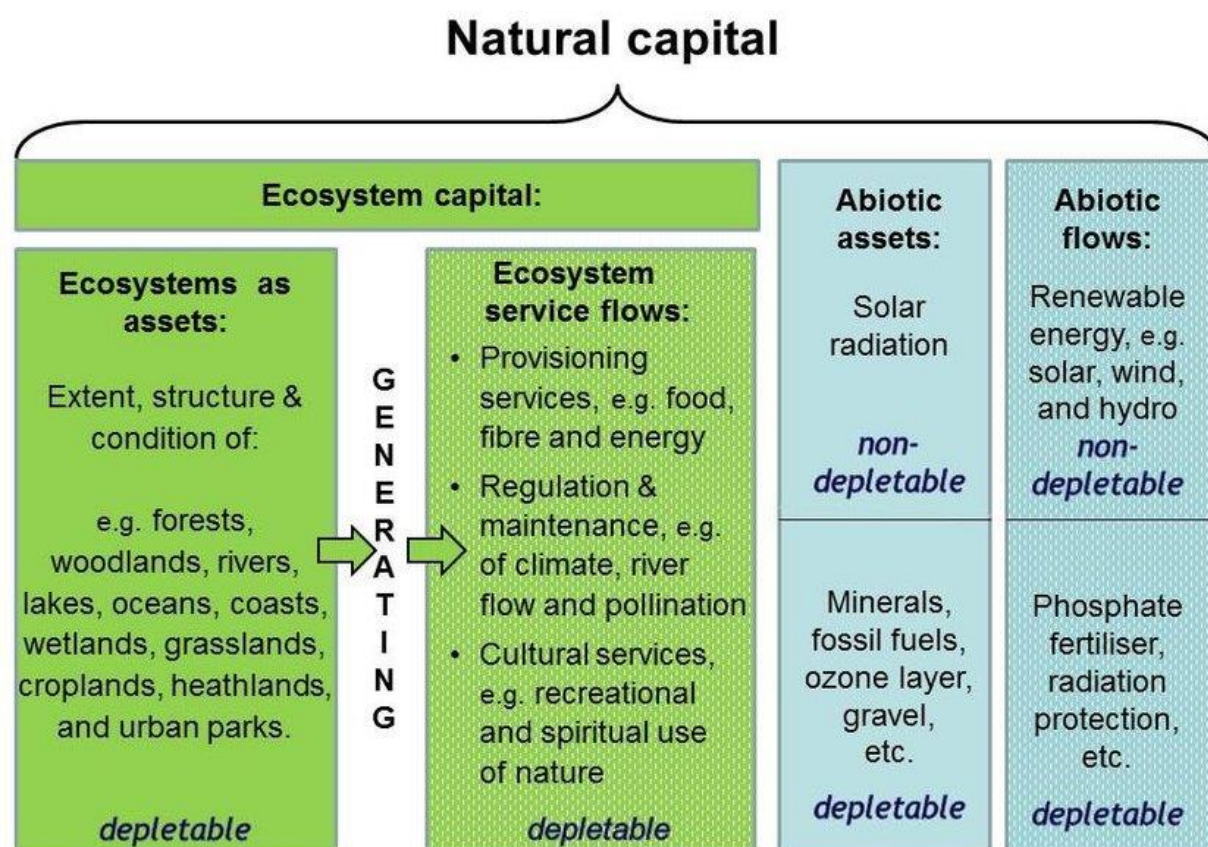 Natural capital
Ecosystem capital:
Ecosystems as
assets:
Extent, structure &
condition of:
e.g. forests,
woodlands, rivers,
lakes, oceans, coasts,
wetlands, grasslands,
croplands, heathlands,
and urban parks.
depletable
GENERATING
Ecosystem
service flows:
• Provisioning
services, e.g. food,
fibre and energy
• Regulation &
maintenance, e.g.
of climate, river
flow and pollination
• Cultural services,
e.g. recreational
and spiritual use
of nature
depletable
Abiotic
assets:
Solar
radiation
non-
depletable
Minerals,
fossil fuels,
ozone layer,
gravel,
etc.
depletable
Abiotic
flows:
Renewable
energy, e.g.
solar, wind,
and hydro
non-
depletable
Phosphate
fertiliser,
radiation
protection,
etc.
depletable